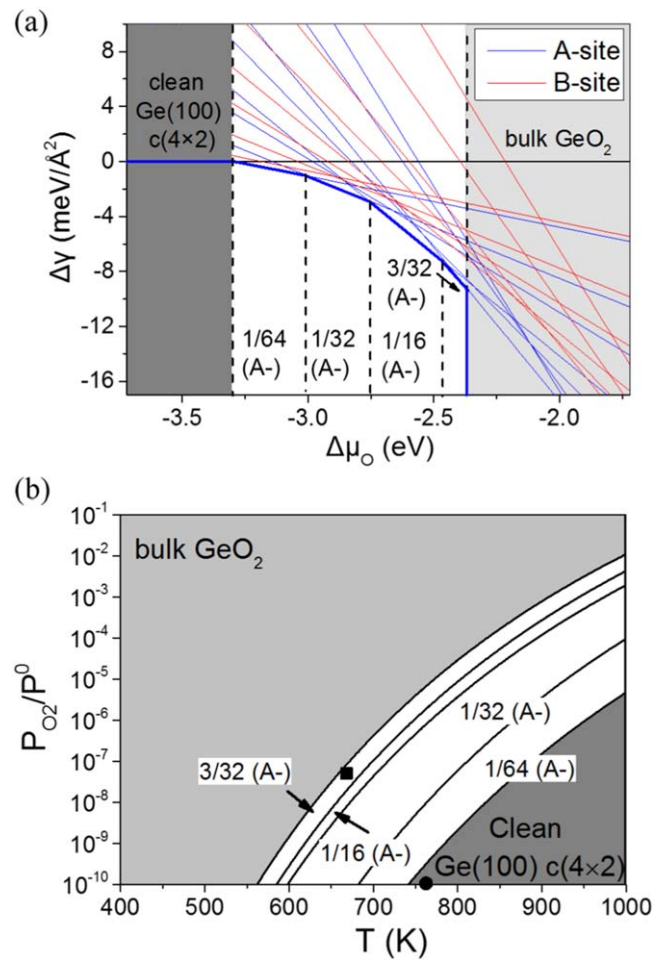 (a)
8
4
0
-4
-8
-12
-16
Δγ (meV/Å²)
clean
Ge(100)
c(4×2)
A-site
B-site
bulk GeO₂
3/32
(A-)
1/64 1/32 1/16
(A-) (A-) (A-)
-3.5 -3.0 -2.5 -2.0
Δμ_O (eV)
(b)
10⁻¹
10⁻²
10⁻³
10⁻⁴
10⁻⁵
10⁻⁶
10⁻⁷
10⁻⁸
10⁻⁹
10⁻¹⁰
P_O2/P⁰
bulk GeO₂
1/32 (A-)
3/32 (A-)
1/64 (A-)
1/16 (A-)
Clean
Ge(100) c(4×2)
400 500 600 700 800 900 1000
T (K)